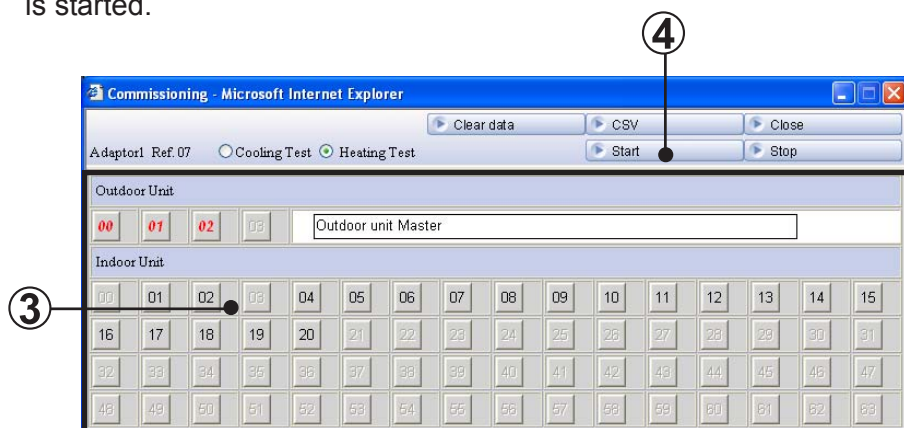 is started.
④
Commissioning - Microsoft Internet Explorer
Clear data CSV Close
Adaptor1 Ref.07 Cooling Test Heating Test Start Stop
Outdoor Unit
00 01 02 03 Outdoor unit Master
Indoor Unit
③
00 01 02 03 04 05 06 07 08 09 10 11 12 13 14 15
16 17 18 19 20 21 22 23 24 25 26 27 28 29 30 31
32 33 34 35 36 37 38 39 40 41 42 43 44 45 46 47
48 49 50 51 52 53 54 55 56 57 58 59 60 61 62 63